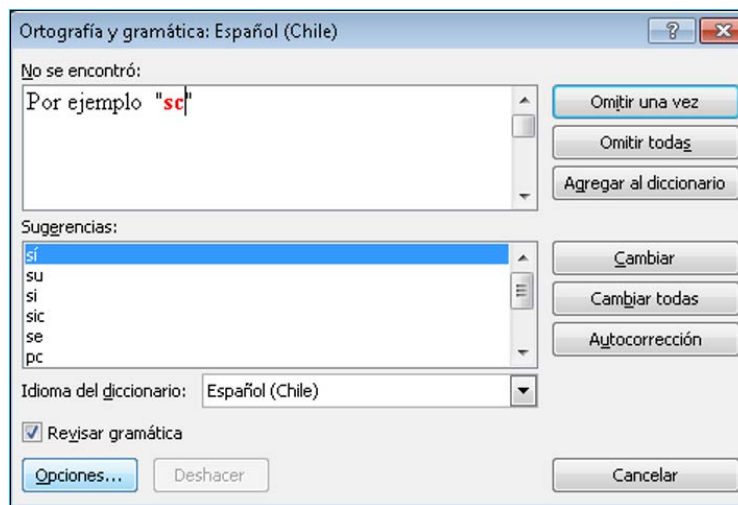 Ortografía y gramática: Español (Chile)
No se encontró:
Por ejemplo "sc"
Omitir una vez
Omitir todas
Agregar al diccionario
Sugerencias:
sí
su
si
sic
se
pc
Cambiar
Cambiar todas
Autocorrección
Idioma del diccionario: Español (Chile)
Revisar gramática
Opciones... Deshacer Cancelar